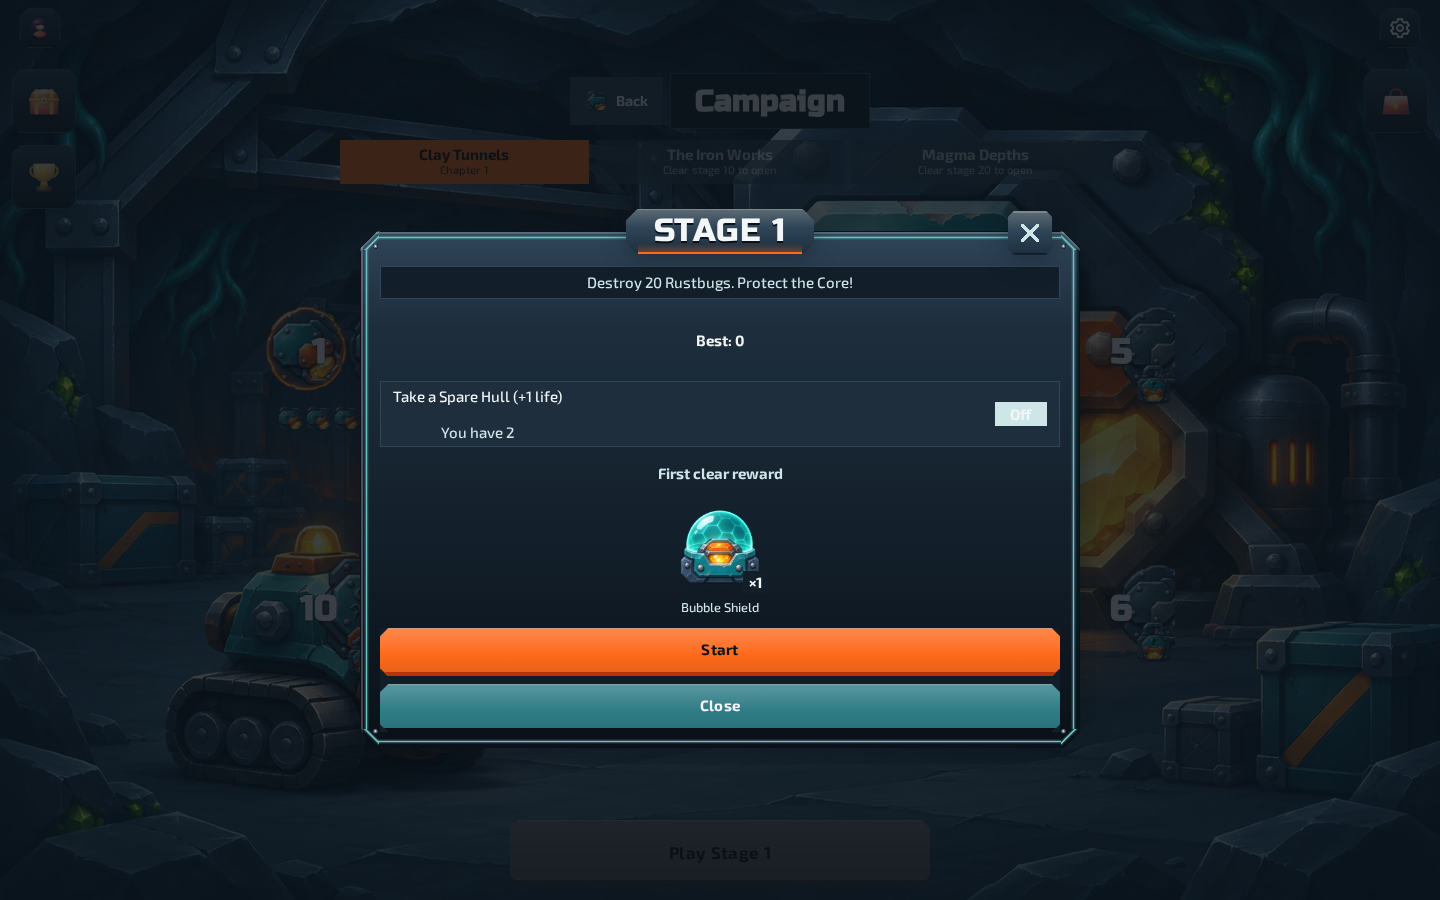 Back
Campaign
Clay Tunnels
Chapter 1
The Iron Works
Clear stage 10 to open
Magma Depths
Clear stage 20 to open
STAGE 1
Destroy 20 Rustbugs. Protect the Core!
Best: 0
1
5
Take a Spare Hull (+1 life)
Off
You have 2
First clear reward
×1
Bubble Shield
10
6
Start
Close
Play Stage 1